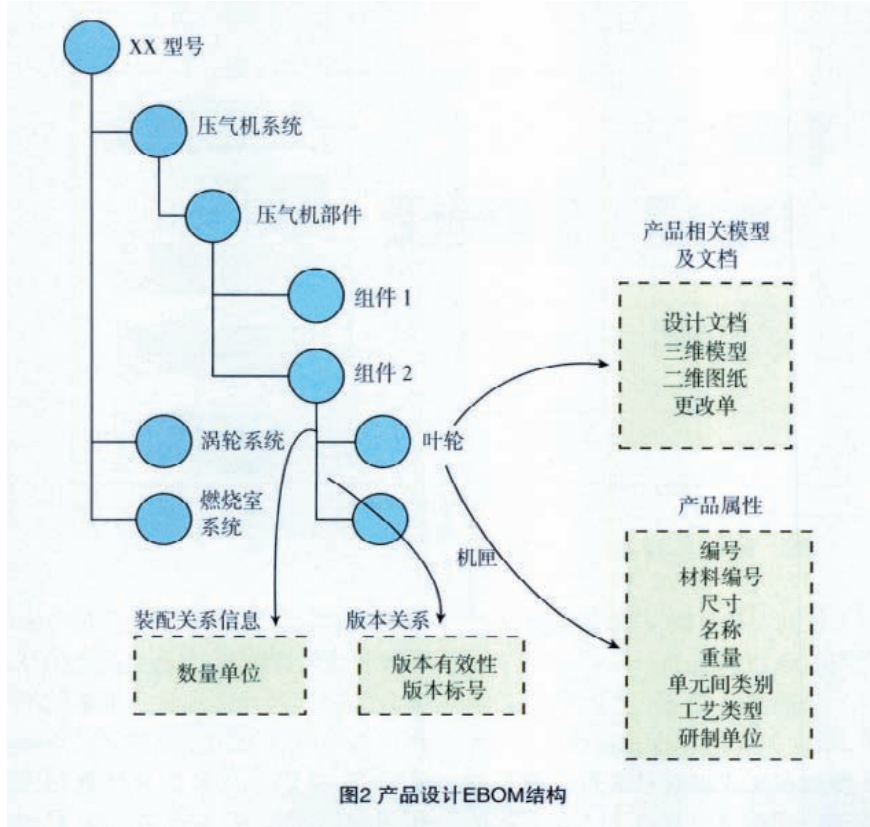 XX 型号
压气机系统
压气机部件
组件 1
组件 2
涡轮系统
叶轮
燃烧室
系统
机匣
产品相关模型
及文档
设计文档
三维模型
二维图纸
更改单
产品属性
编号
材料编号
尺寸
名称
重量
单元间类别
工艺类型
研制单位
装配关系信息
数量单位
版本关系
版本有效性
版本标号
图2 产品设计EBOM结构